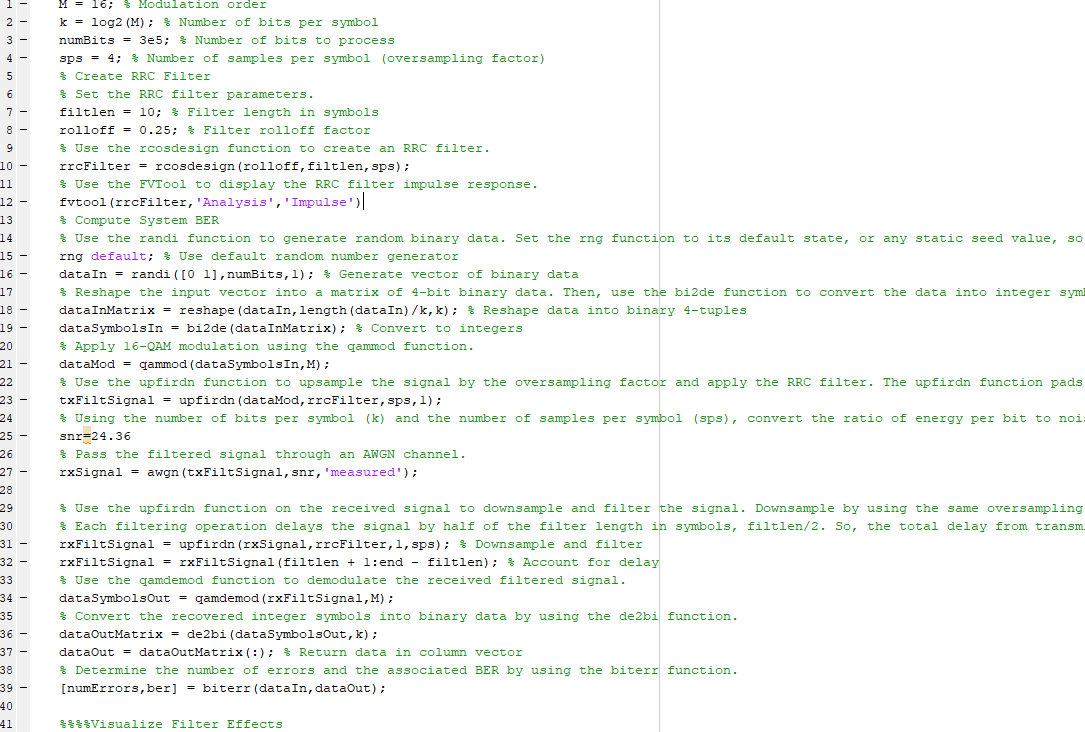 1 - M = 16; % Modulation order
2 - k = log2(M); % Number of bits per symbol
3 - numBits = 3e5; % Number of bits to process
4 - sps = 4; % Number of samples per symbol (oversampling factor)
5 % Create RRC Filter
6 % Set the RRC filter parameters.
7 - filtlen = 10; % Filter length in symbols
8 - rolloff = 0.25; % Filter rolloff factor
9 % Use the rcosdesign function to create an RRC filter.
10 - rrcFilter = rcosdesign(rolloff,filtlen,sps);
11 % Use the FVTool to display the RRC filter impulse response.
12 - fvtool(rrcFilter,'Analysis','Impulse')
13 % Compute System BER
14 % Use the randi function to generate random binary data. Set the rng function to its default state, or any static seed value, so
15 - rng default; % Use default random number generator
16 - dataIn = randi([0 1],numBits,1); % Generate vector of binary data
17 % Reshape the input vector into a matrix of 4-bit binary data. Then, use the bi2de function to convert the data into integer sym
18 - dataInMatrix = reshape(dataIn,length(dataIn)/k,k); % Reshape data into binary 4-tuples
19 - dataSymbolsIn = bi2de(dataInMatrix); % Convert to integers
20 % Apply 16-QAM modulation using the qammod function.
21 - dataMod = qammod(dataSymbolsIn,M);
22 % Use the upfirdn function to upsample the signal by the oversampling factor and apply the RRC filter. The upfirdn function pads
23 - txFiltSignal = upfirdn(dataMod,rrcFilter,sps,1);
24 % Using the number of bits per symbol (k) and the number of samples per symbol (sps), convert the ratio of energy per bit to noi
25 - snr=24.36
26 % Pass the filtered signal through an AWGN channel.
27 - rxSignal = awgn(txFiltSignal,snr,'measured');
28
29 % Use the upfirdn function on the received signal to downsample and filter the signal. Downsample by using the same oversampling
30 % Each filtering operation delays the signal by half of the filter length in symbols, filtlen/2. So, the total delay from transm
31 - rxFiltSignal = upfirdn(rxSignal,rrcFilter,1,sps); % Downsample and filter
32 - rxFiltSignal = rxFiltSignal(filtlen + 1:end - filtlen); % Account for delay
33 % Use the qamdemod function to demodulate the received filtered signal.
34 - dataSymbolsOut = qamdemod(rxFiltSignal,M);
35 % Convert the recovered integer symbols into binary data by using the de2bi function.
36 - dataOutMatrix = de2bi(dataSymbolsOut,k);
37 - dataOut = dataOutMatrix(:); % Return data in column vector
38 % Determine the number of errors and the associated BER by using the biterr function.
39 - [numErrors,ber] = biterr(dataIn,dataOut);
40
41 %%%%Visualize Filter Effects